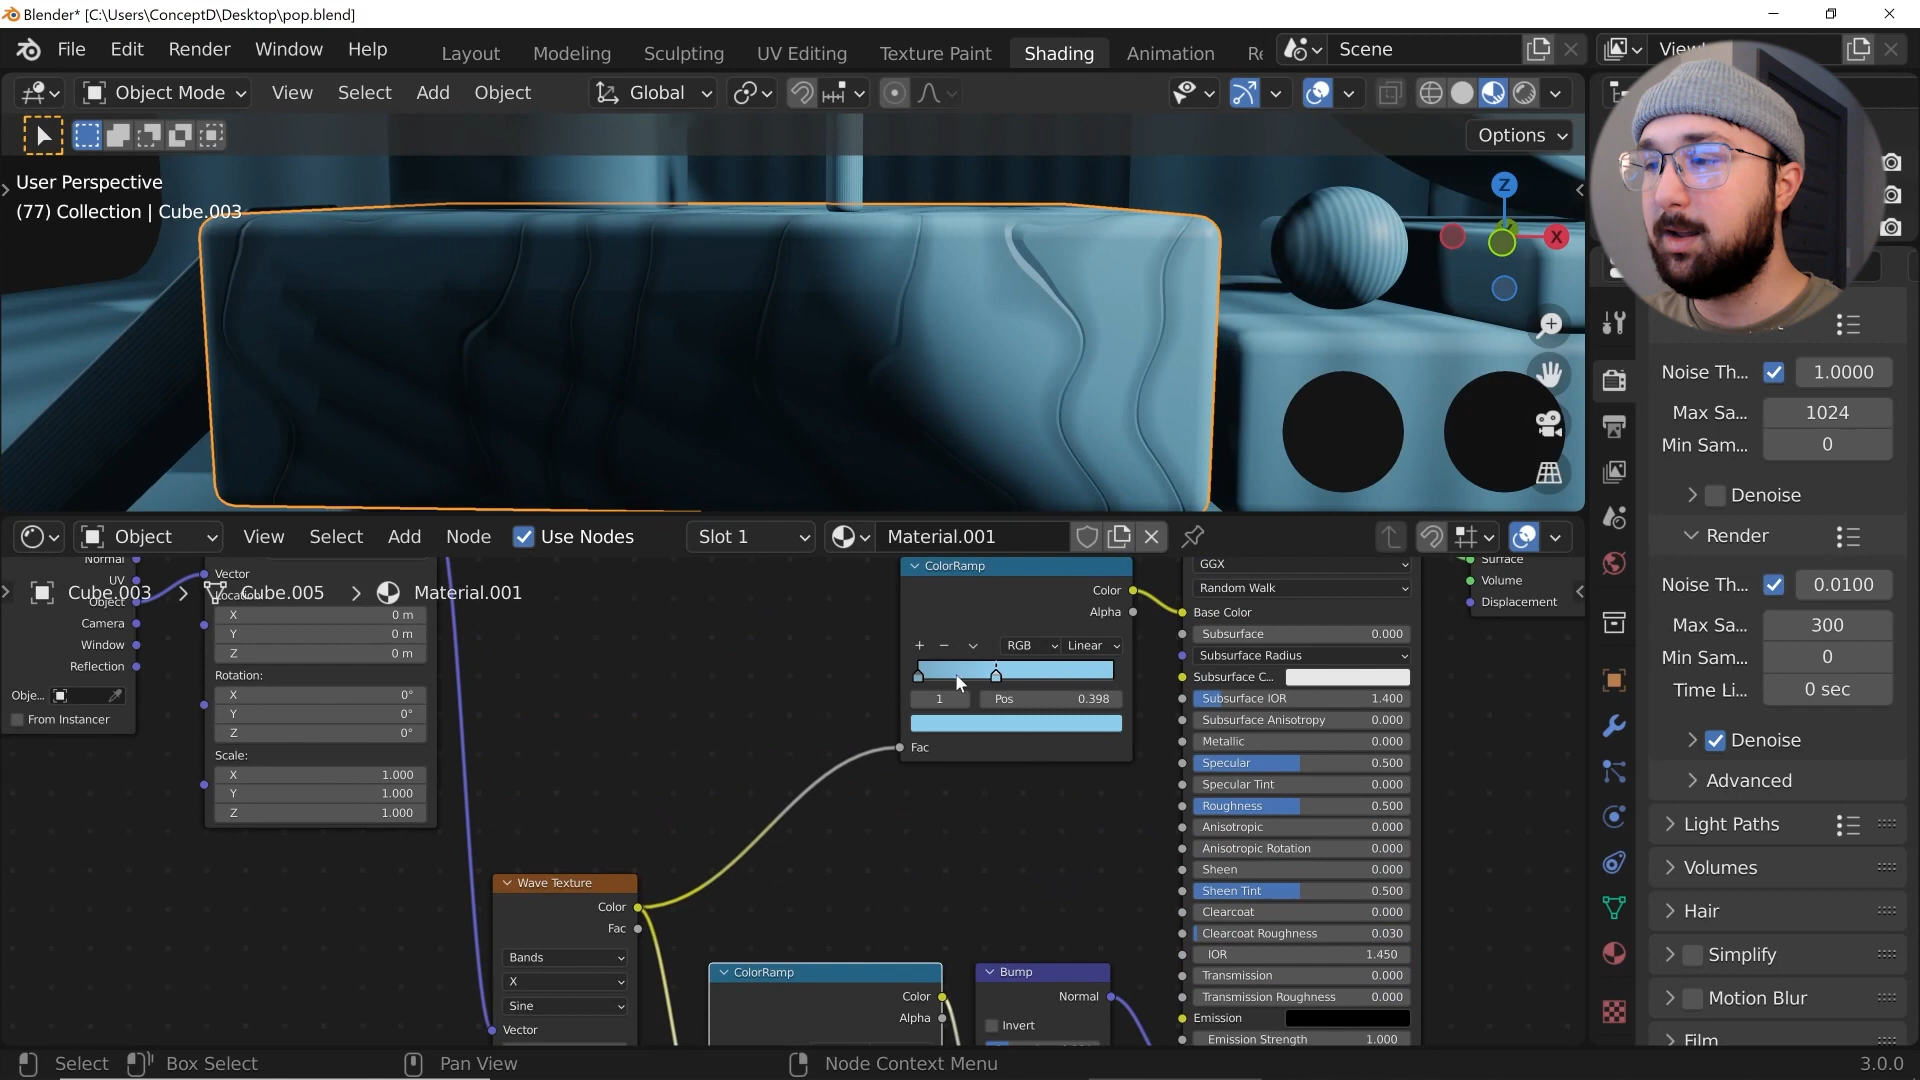 Blender* [C:\Users\ConceptD\Desktop\pop.blend]
File Edit Render Window Help Layout Modeling Sculpting UV Editing Texture Paint Shading Animation Scene
Object Mode View Select Add Object Global
Options
User Perspective
(77) Collection | Cube.003
Z
X
Noise Th... 1.0000
Max Sa... 1024
Min Sam... 0
Denoise
Render
Noise Th... 0.0100
Max Sa... 300
Min Sam... 0
Time Li... 0 sec
Denoise
Advanced
Light Paths
Volumes
Hair
Simplify
Motion Blur
Film
Object View Select Add Node Use Nodes Slot 1 Material.001
Cube.003 Cube.005 Material.001
Normal
UV
Object
Camera
Window
Reflection
Obje...
From Instancer
Vector
Location:
X 0 m
Y 0 m
Z 0 m
Rotation:
X 0°
Y 0°
Z 0°
Scale:
X 1.000
Y 1.000
Z 1.000
Wave Texture
Color
Fac
Bands
X
Sine
Vector
ColorRamp
Color
Alpha
RGB Linear
1 Pos 0.398
Fac
ColorRamp
Color
Alpha
Bump
Normal
Invert
GGX
Random Walk
Base Color
Subsurface 0.000
Subsurface Radius
Subsurface C...
Subsurface IOR 1.400
Subsurface Anisotropy 0.000
Metallic 0.000
Specular 0.500
Specular Tint 0.000
Roughness 0.500
Anisotropic 0.000
Anisotropic Rotation 0.000
Sheen 0.000
Sheen Tint 0.500
Clearcoat 0.000
Clearcoat Roughness 0.030
IOR 1.450
Transmission 0.000
Transmission Roughness 0.000
Emission
Emission Strength 1.000
Surface
Volume
Displacement
Select Box Select Pan View Node Context Menu 3.0.0